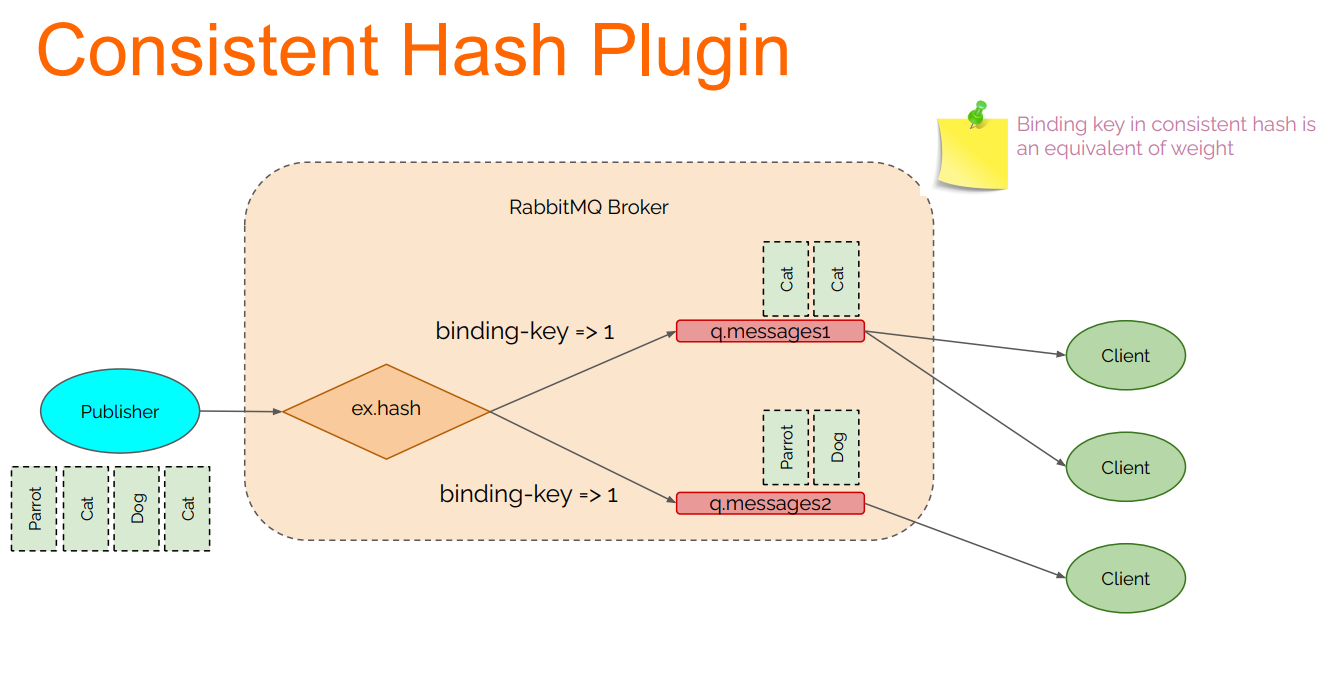 Consistent Hash Plugin
Binding key in consistent hash is
an equivalent of weight
RabbitMQ Broker
Cat
Cat
binding-key => 1
q.messages1
Client
Publisher
ex.hash
Parrot
Dog
Client
binding-key => 1
q.messages2
Parrot
Cat
Dog
Cat
Client